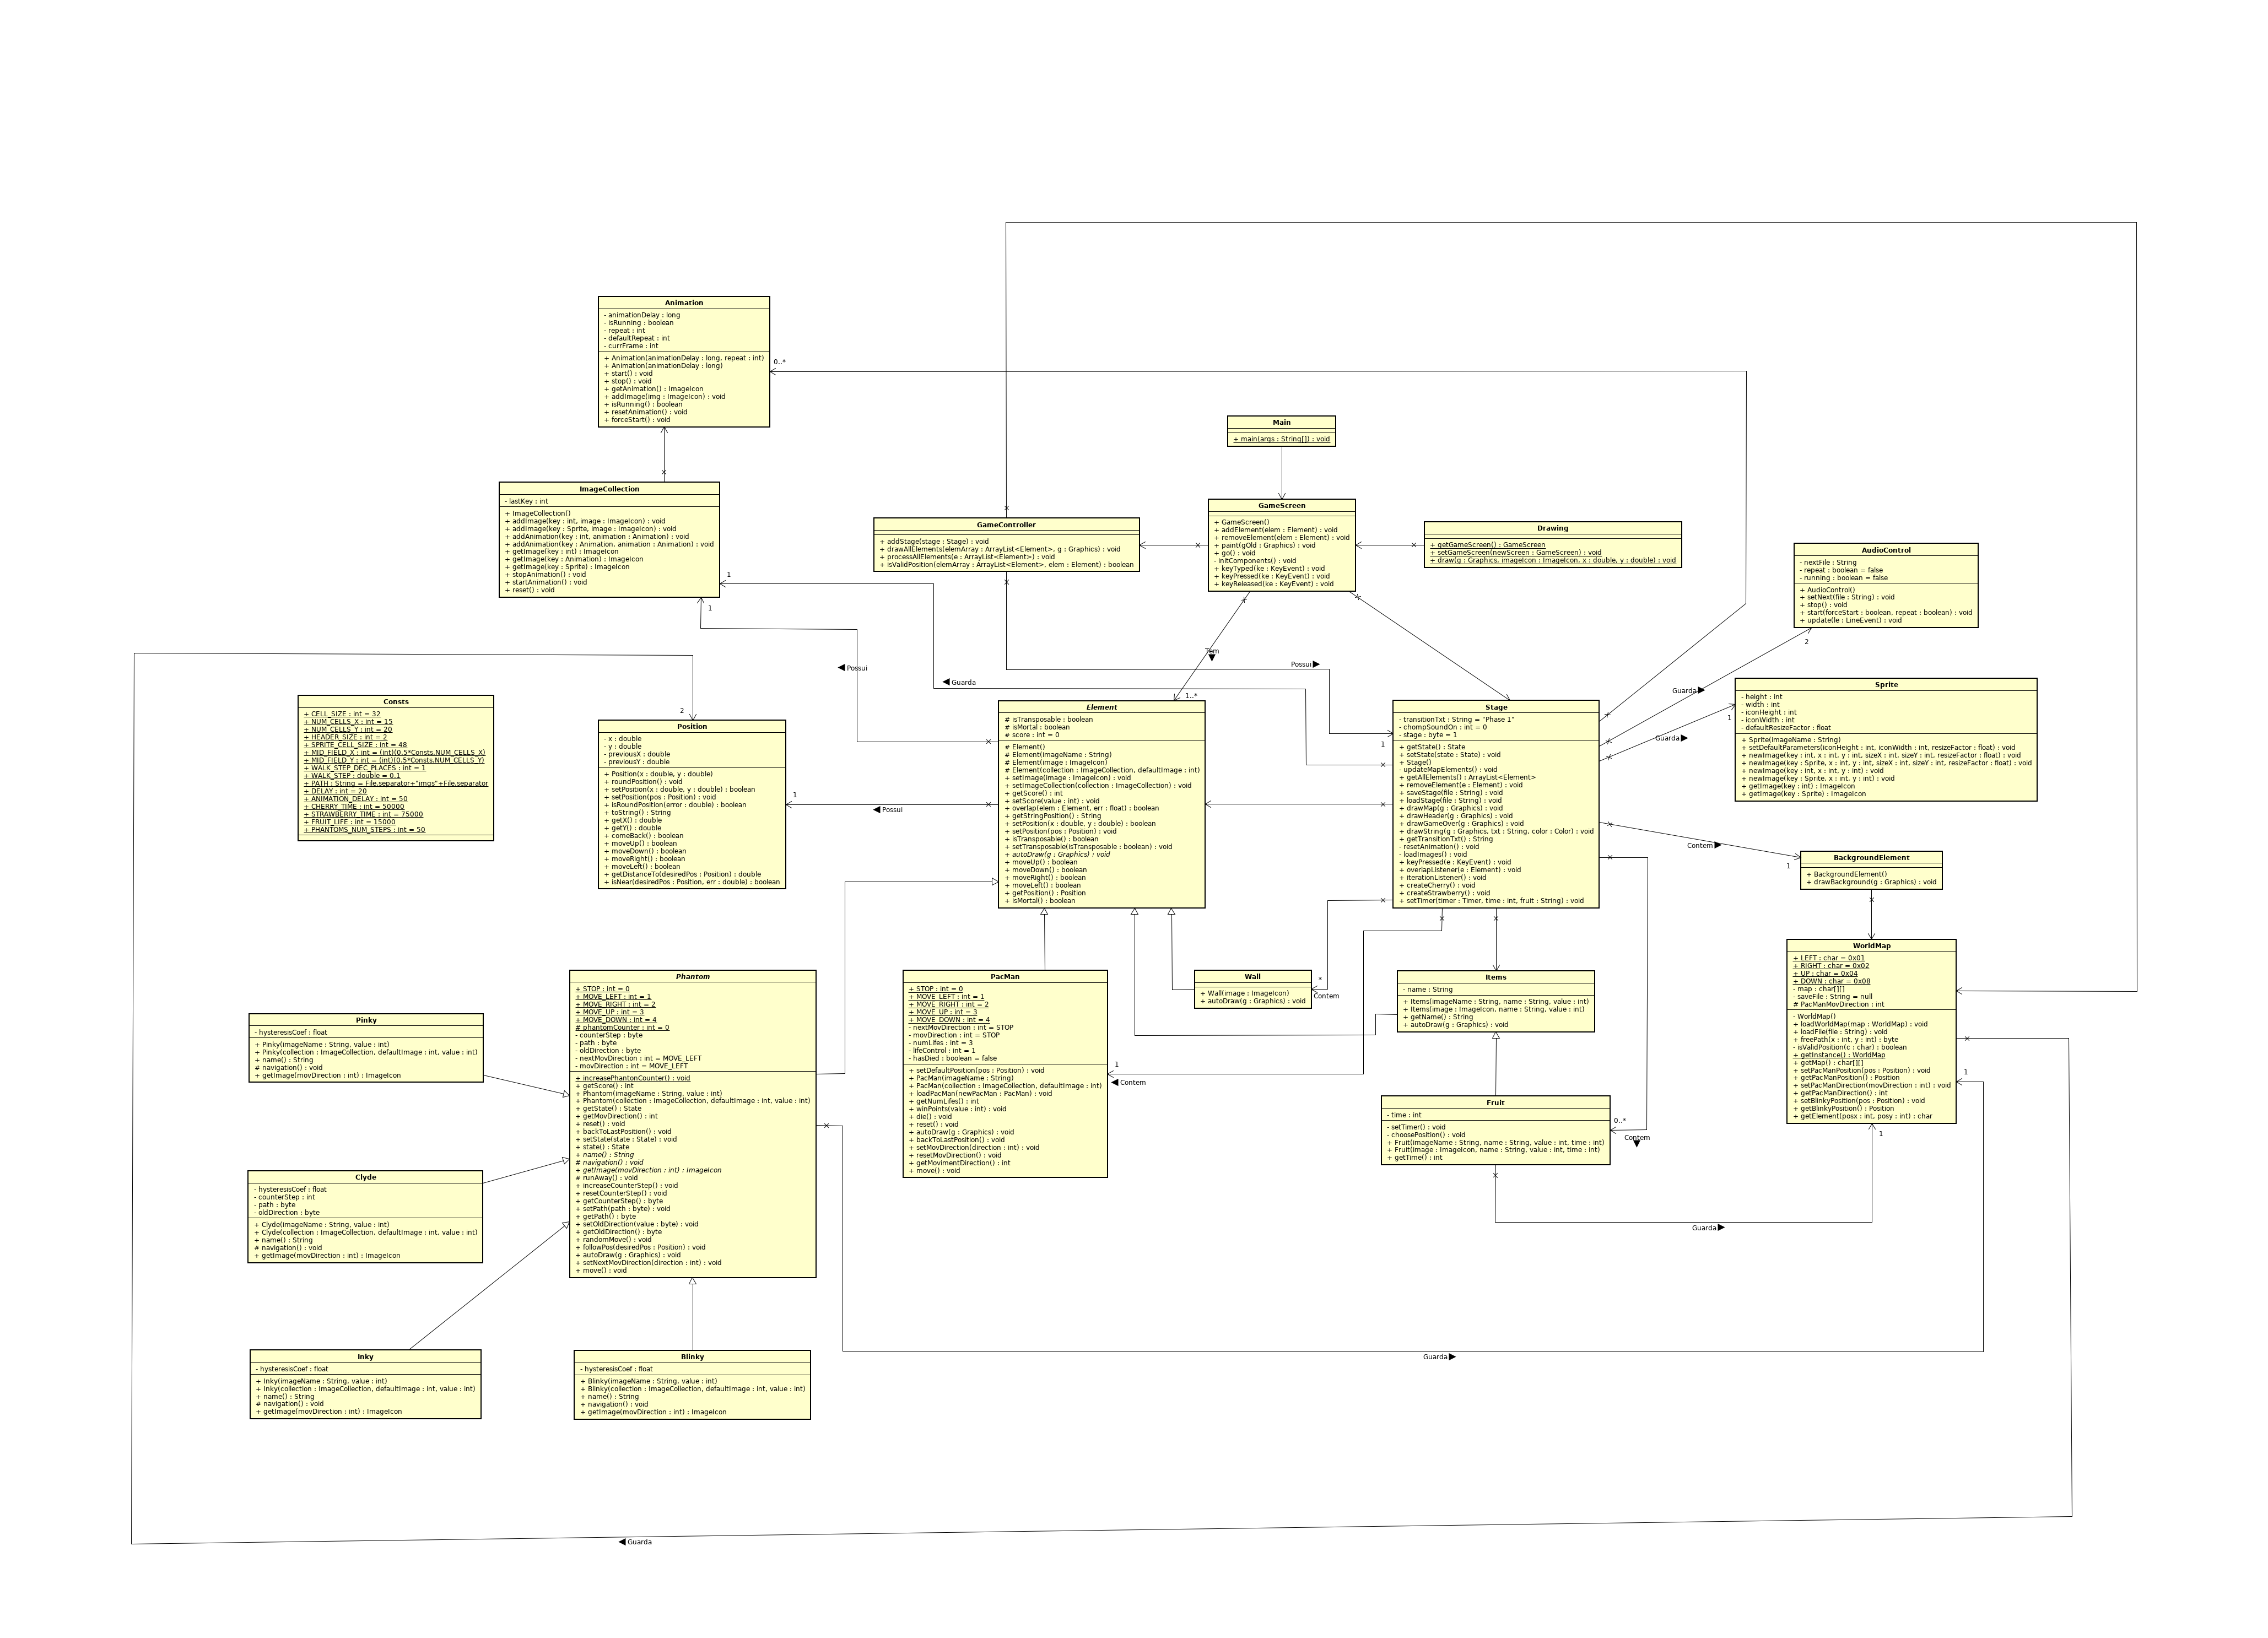 Animation
- animationDelay : long
- isRunning : boolean
- repeat : int
- defaultRepeat : int
- currFrame : int
+ Animation(animationDelay : long, repeat : int)
+ Animation(animationDelay : long)
+ start() : void
+ stop() : void
+ getAnimation() : ImageIcon
+ addImage(img : ImageIcon) : void
+ isRunning() : boolean
+ resetAnimation() : void
+ forceStart() : void
0..*
Main
+ main(args : String[]) : void
ImageCollection
- lastKey : int
+ ImageCollection()
+ addImage(key : int, image : ImageIcon) : void
+ addImage(key : Sprite, image : ImageIcon) : void
+ addAnimation(key : int, animation : Animation) : void
+ addAnimation(key : Animation, animation : Animation) : void
+ getImage(key : int) : ImageIcon
+ getImage(key : Animation) : ImageIcon
+ getImage(key : Sprite) : ImageIcon
+ stopAnimation() : void
+ startAnimation() : void
+ reset() : void
1
1
GameController
+ addStage(stage : Stage) : void
+ drawAllElements(elemArray : ArrayList<Element>, g : Graphics) : void
+ processAllElements(e : ArrayList<Element>) : void
+ isValidPosition(elemArray : ArrayList<Element>, elem : Element) : boolean
GameScreen
+ GameScreen()
+ addElement(elem : Element) : void
+ removeElement(elem : Element) : void
+ paint(gOld : Graphics) : void
+ go() : void
- initComponents() : void
+ keyTyped(ke : KeyEvent) : void
+ keyPressed(ke : KeyEvent) : void
+ keyReleased(ke : KeyEvent) : void
Drawing
+ getGameScreen() : GameScreen
+ setGameScreen(newScreen : GameScreen) : void
+ draw(g : Graphics, imageIcon : ImageIcon, x : double, y : double) : void
AudioControl
- nextFile : String
- repeat : boolean = false
- running : boolean = false
+ AudioControl()
+ setNext(file : String) : void
+ stop() : void
+ start(forceStart : boolean, repeat : boolean) : void
+ update(le : LineEvent) : void
2
Tem
Possui
Possui
Guarda
Guarda
Guarda
1..*
2
1
1
Consts
+ CELL_SIZE : int = 32
+ NUM_CELLS_X : int = 15
+ NUM_CELLS_Y : int = 20
+ HEADER_SIZE : int = 2
+ SPRITE_CELL_SIZE : int = 48
+ MID_FIELD_X : int = (int)(0.5*Consts.NUM_CELLS_X)
+ MID_FIELD_Y : int = (int)(0.5*Consts.NUM_CELLS_Y)
+ WALK_STEP_DEC_PLACES : int = 1
+ WALK_STEP : double = 0.1
+ PATH : String = File.separator+"imgs"+File.separator
+ DELAY : int = 20
+ ANIMATION_DELAY : int = 50
+ CHERRY_TIME : int = 50000
+ STRAWBERRY_TIME : int = 75000
+ FRUIT_LIFE : int = 15000
+ PHANTOMS_NUM_STEPS : int = 50
Position
- x : double
- y : double
- previousX : double
- previousY : double
+ Position(x : double, y : double)
+ roundPosition() : void
+ setPosition(x : double, y : double) : boolean
+ setPosition(pos : Position) : void
+ isRoundPosition(error : double) : boolean
+ toString() : String
+ getX() : double
+ getY() : double
+ comeBack() : boolean
+ moveUp() : boolean
+ moveDown() : boolean
+ moveRight() : boolean
+ moveLeft() : boolean
+ getDistanceTo(desiredPos : Position) : double
+ isNear(desiredPos : Position, err : double) : boolean
1
Possui
Element
# isTransposable : boolean
# isMortal : boolean
# score : int = 0
# Element()
# Element(imageName : String)
# Element(image : ImageIcon)
# Element(collection : ImageCollection, defaultImage : int)
+ setImage(image : ImageIcon) : void
+ setImageCollection(collection : ImageCollection) : void
+ getScore() : int
+ setScore(value : int) : void
+ overlap(elem : Element, err : float) : boolean
+ getStringPosition() : String
+ setPosition(x : double, y : double) : boolean
+ setPosition(pos : Position) : void
+ isTransposable() : boolean
+ setTransposable(isTransposable : boolean) : void
+ autoDraw(g : Graphics) : void
+ moveUp() : boolean
+ moveDown() : boolean
+ moveRight() : boolean
+ moveLeft() : boolean
+ getPosition() : Position
+ isMortal() : boolean
Stage
- transitionTxt : String = "Phase 1"
- chompSoundOn : int = 0
- stage : byte = 1
+ getState() : State
+ setState(state : State) : void
+ Stage()
- updateMapElements() : void
+ getAllElements() : ArrayList<Element>
+ removeElement(e : Element) : void
+ saveStage(file : String) : void
+ loadStage(file : String) : void
+ drawMap(g : Graphics) : void
+ drawHeader(g : Graphics) : void
+ drawGameOver(g : Graphics) : void
+ drawString(g : Graphics, txt : String, color : Color) : void
+ getTransitionTxt() : String
- resetAnimation() : void
- loadImages() : void
+ keyPressed(e : KeyEvent) : void
+ overlapListener(e : Element) : void
+ iterationListener() : void
+ createCherry() : void
+ createStrawberry() : void
+ setTimer(timer : Timer, time : int, fruit : String) : void
Sprite
- height : int
- width : int
- iconHeight : int
- iconWidth : int
- defaultResizeFactor : float
+ Sprite(imageName : String)
+ setDefaultParameters(iconHeight : int, iconWidth : int, resizeFactor : float) : void
+ newImage(key : int, x : int, y : int, sizeX : int, sizeY : int, resizeFactor : float) : void
+ newImage(key : Sprite, x : int, y : int, sizeX : int, sizeY : int, resizeFactor : float) : void
+ newImage(key : int, x : int, y : int) : void
+ newImage(key : Sprite, x : int, y : int) : void
+ getImage(key : int) : ImageIcon
+ getImage(key : Sprite) : ImageIcon
Contem
1
BackgroundElement
+ BackgroundElement()
+ drawBackground(g : Graphics) : void
WorldMap
+ LEFT : char = 0x01
+ RIGHT : char = 0x02
+ UP : char = 0x04
+ DOWN : char = 0x08
- map : char[][]
- saveFile : String = null
# PacManMovDirection : int
- WorldMap()
+ loadWorldMap(map : WorldMap) : void
+ loadFile(file : String) : void
+ freePath(x : int, y : int) : byte
- isValidPosition(c : char) : boolean
+ getInstance() : WorldMap
+ getMap() : char[][]
+ setPacManPosition(pos : Position) : void
+ getPacManPosition() : Position
+ setPacManDirection(movDirection : int) : void
+ getPacManDirection() : int
+ setBlinkyPosition(pos : Position) : void
+ getBlinkyPosition() : Position
+ getElement(posx : int, posy : int) : char
1
1
Phantom
+ STOP : int = 0
+ MOVE_LEFT : int = 1
+ MOVE_RIGHT : int = 2
+ MOVE_UP : int = 3
+ MOVE_DOWN : int = 4
# phantomCounter : int = 0
- counterStep : byte
- path : byte
- oldDirection : byte
- nextMovDirection : int = MOVE_LEFT
- movDirection : int = MOVE_LEFT
+ increasePhantonCounter() : void
+ getScore() : int
+ Phantom(imageName : String, value : int)
+ Phantom(collection : ImageCollection, defaultImage : int, value : int)
+ getState() : State
+ getMovDirection() : int
+ reset() : void
+ backToLastPosition() : void
+ setState(state : State) : void
+ state() : State
+ name() : String
# navigation() : void
+ getImage(movDirection : int) : ImageIcon
# runAway() : void
+ increaseCounterStep() : void
+ resetCounterStep() : void
+ getCounterStep() : byte
+ setPath(path : byte) : void
+ getPath() : byte
+ setOldDirection(value : byte) : void
+ getOldDirection() : byte
+ randomMove() : void
+ followPos(desiredPos : Position) : void
+ autoDraw(g : Graphics) : void
+ setNextMovDirection(direction : int) : void
+ move() : void
PacMan
+ STOP : int = 0
+ MOVE_LEFT : int = 1
+ MOVE_RIGHT : int = 2
+ MOVE_UP : int = 3
+ MOVE_DOWN : int = 4
- nextMovDirection : int = STOP
- movDirection : int = STOP
- numLifes : int = 3
- lifeControl : int = 1
- hasDied : boolean = false
+ setDefaultPosition(pos : Position) : void
+ PacMan(imageName : String)
+ PacMan(collection : ImageCollection, defaultImage : int)
+ loadPacMan(newPacMan : PacMan) : void
+ getNumLifes() : int
+ winPoints(value : int) : void
+ die() : void
+ reset() : void
+ autoDraw(g : Graphics) : void
+ backToLastPosition() : void
+ setMovDirection(direction : int) : void
+ resetMovDirection() : void
+ getMovimentDirection() : int
+ move() : void
1
Contem
Wall
+ Wall(image : ImageIcon)
+ autoDraw(g : Graphics) : void
*
Contem
Items
- name : String
+ Items(imageName : String, name : String, value : int)
+ Items(image : ImageIcon, name : String, value : int)
+ getName() : String
+ autoDraw(g : Graphics) : void
Fruit
- time : int
- setTimer() : void
- choosePosition() : void
+ Fruit(imageName : String, name : String, value : int, time : int)
+ Fruit(image : ImageIcon, name : String, value : int, time : int)
+ getTime() : int
0..*
Contem
Guarda
Pinky
- hysteresisCoef : float
+ Pinky(imageName : String, value : int)
+ Pinky(collection : ImageCollection, defaultImage : int, value : int)
+ name() : String
# navigation() : void
+ getImage(movDirection : int) : ImageIcon
Clyde
- hysteresisCoef : float
- counterStep : int
- path : byte
- oldDirection : byte
+ Clyde(imageName : String, value : int)
+ Clyde(collection : ImageCollection, defaultImage : int, value : int)
+ name() : String
# navigation() : void
+ getImage(movDirection : int) : ImageIcon
Inky
- hysteresisCoef : float
+ Inky(imageName : String, value : int)
+ Inky(collection : ImageCollection, defaultImage : int, value : int)
+ name() : String
# navigation() : void
+ getImage(movDirection : int) : ImageIcon
Blinky
- hysteresisCoef : float
+ Blinky(imageName : String, value : int)
+ Blinky(collection : ImageCollection, defaultImage : int, value : int)
+ name() : String
+ navigation() : void
+ getImage(movDirection : int) : ImageIcon
Guarda
Guarda